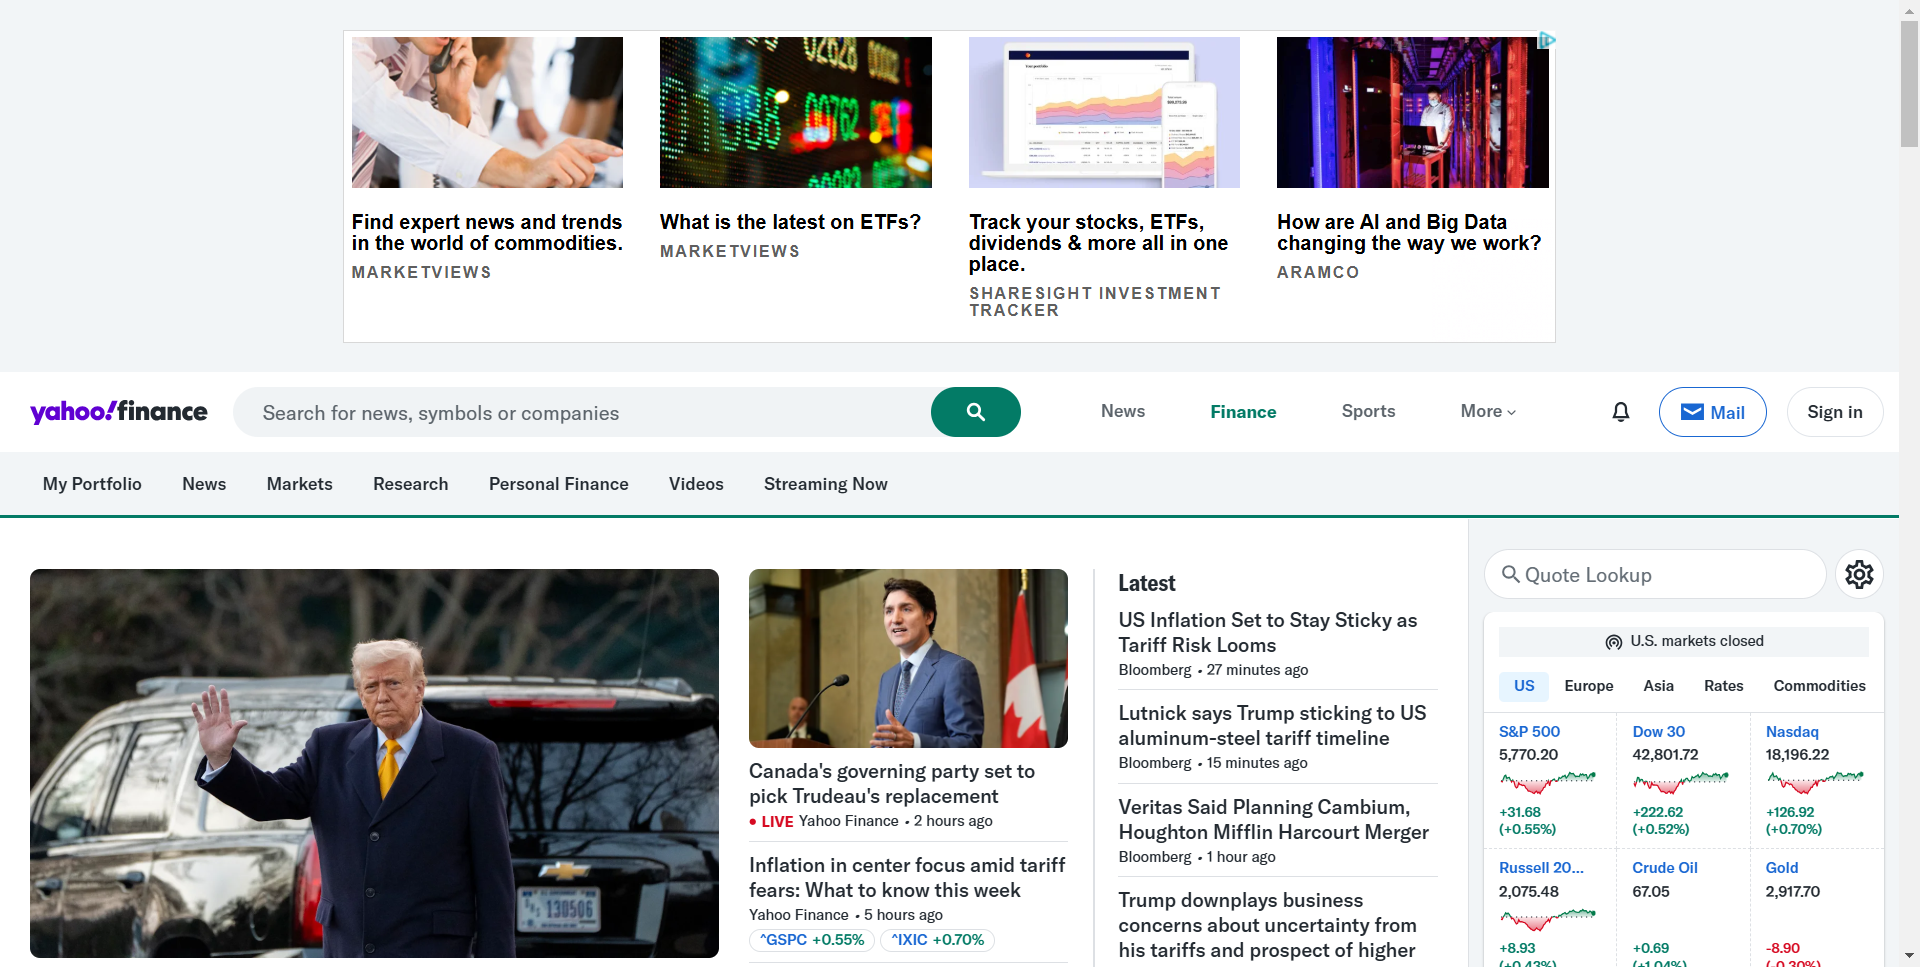 Find expert news and trends
in the world of commodities.
MARKETVIEWS
What is the latest on ETFs?
MARKETVIEWS
Track your stocks, ETFs,
dividends & more all in one
place.
SHARESIGHT INVESTMENT
TRACKER
How are AI and Big Data
changing the way we work?
ARAMCO
yahoo!finance
Search for news, symbols or companies
News
Finance
Sports
More
Mail
Sign in
My Portfolio
News
Markets
Research
Personal Finance
Videos
Streaming Now
130506
Canada's governing party set to
pick Trudeau's replacement
• LIVE Yahoo Finance • 2 hours ago
Inflation in center focus amid tariff
fears: What to know this week
Yahoo Finance • 5 hours ago
^GSPC +0.55% ^IXIC +0.70%
Latest
US Inflation Set to Stay Sticky as
Tariff Risk Looms
Bloomberg • 27 minutes ago
Lutnick says Trump sticking to US
aluminum-steel tariff timeline
Bloomberg • 15 minutes ago
Veritas Said Planning Cambium,
Houghton Mifflin Harcourt Merger
Bloomberg • 1 hour ago
Trump downplays business
concerns about uncertainty from
his tariffs and prospect of higher
Quote Lookup
U.S. markets closed
US Europe Asia Rates Commodities
S&P 500
5,770.20
+31.68
(+0.55%)
Dow 30
42,801.72
+222.62
(+0.52%)
Nasdaq
18,196.22
+126.92
(+0.70%)
Russell 20...
2,075.48
+8.93
(+0.43%)
Crude Oil
67.05
+0.69
(+1.04%)
Gold
2,917.70
-8.90
(-0.30%)